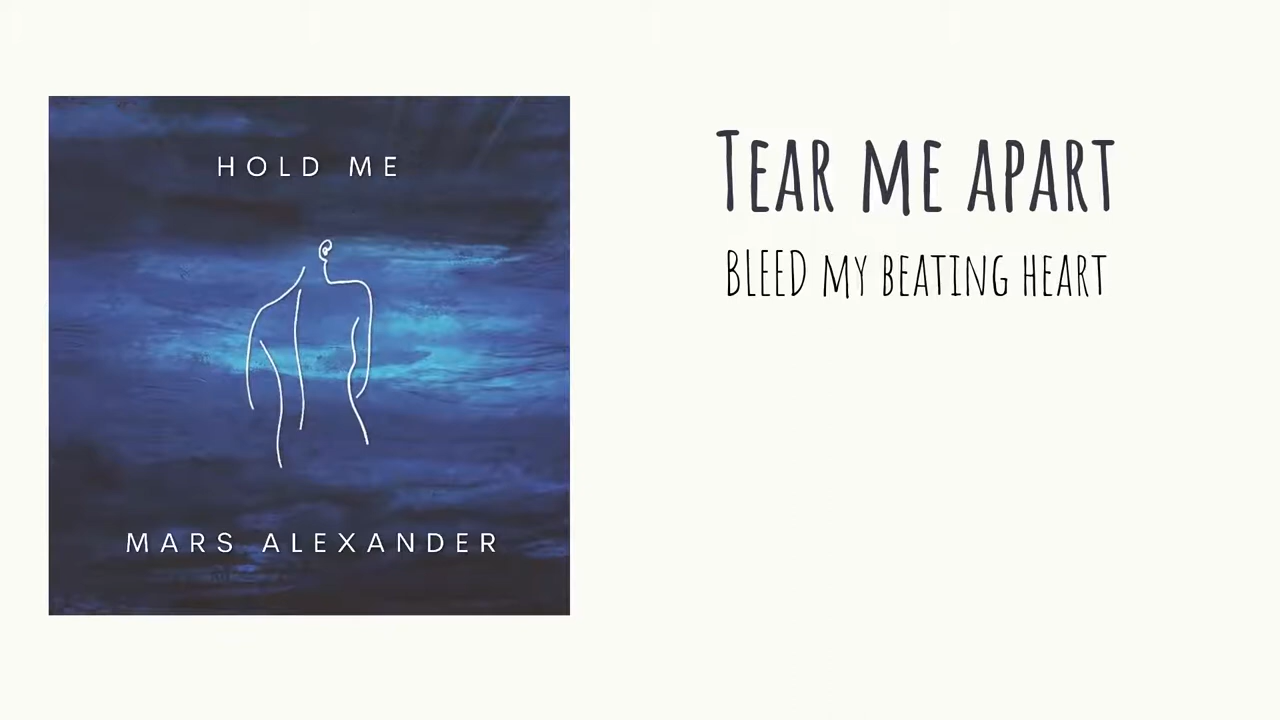 HOLD ME
MARS ALEXANDER
TEAR ME APART
BLEED MY BEATING HEART